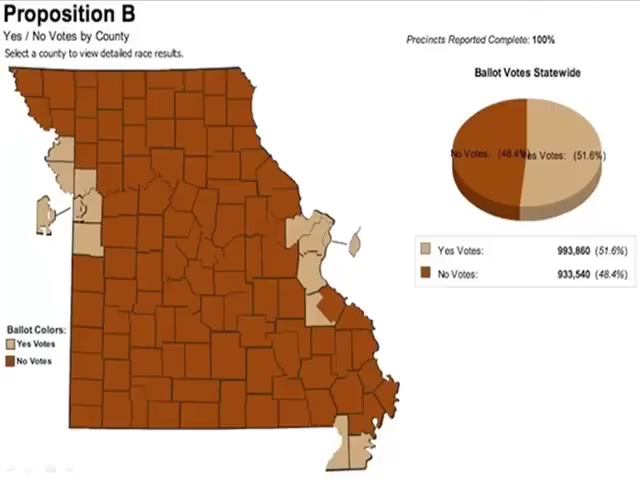 Proposition B
Yes / No Votes by County
Select a county to view detailed race results.
Precincts Reported Complete: 100%
Ballot Votes Statewide
No Votes: (48.4%)
Yes Votes: (51.6%)
Yes Votes: 993,860 (51.6%)
No Votes: 933,540 (48.4%)
Ballot Colors:
Yes Votes
No Votes